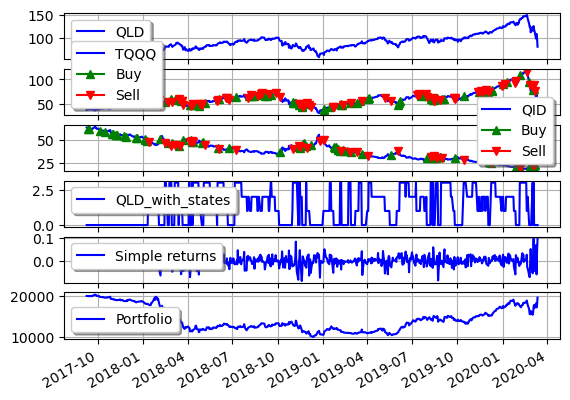 150
100
QLD
TQQQ
Buy
Sell
100
50
QID
Buy
Sell
50
25
2.5
0.0
QLD_with_states
0.1
0.0
Simple returns
20000
10000
Portfolio
2017-10
2018-01
2018-04
2018-07
2018-10
2019-01
2019-04
2019-07
2019-10
2020-01
2020-04